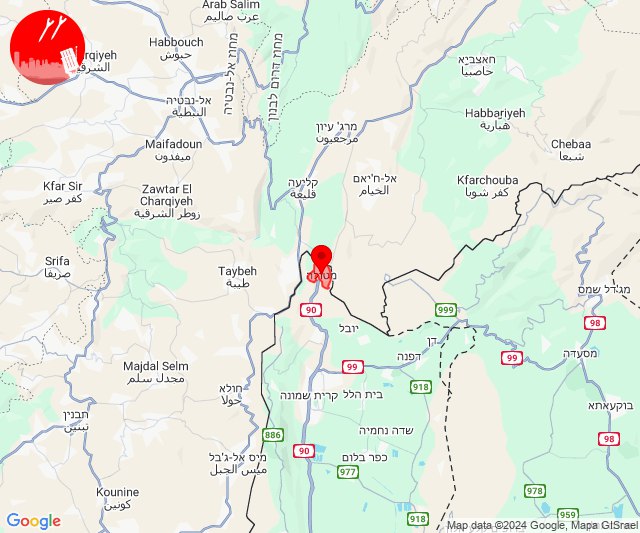 Arab Salim
عرب صاليم
Habbouch
حبوش
الشرقية
מחוז אל-נבטיה
מחוז דרום לבנון
אל-נבטיה
النبطية
חאצביא
حاصبيا
Habbariyeh
هبارية
Chebaa
شبعا
מרג' עיון
مرجعيون
Maifadoun
ميفدون
Kfar Sir
كفر صير
Zawtar El
Charqiyeh
زوطر الشرقية
קליעה
قليعة
אל-ח'יאם
الخيام
Kfarchouba
كفر شوبا
Srifa
صريفا
Taybeh
طيبة
מטולה
90
יובל
999
מג'דל שמס
98
דן
99
דפנה
99
מסעדה
Majdal Selm
مجدل سلم
חולא
حولا
קרית שמונה
בית הלל
918
בוקעאתא
תבנין
تبنين
886
שדה נחמיה
98
מיס אל-ג'בל
ميس الجبل
90
כפר בלום
977
Kounine
كونين
978
918
959
Google
Map data ©2024 Google, Mapa GISrael